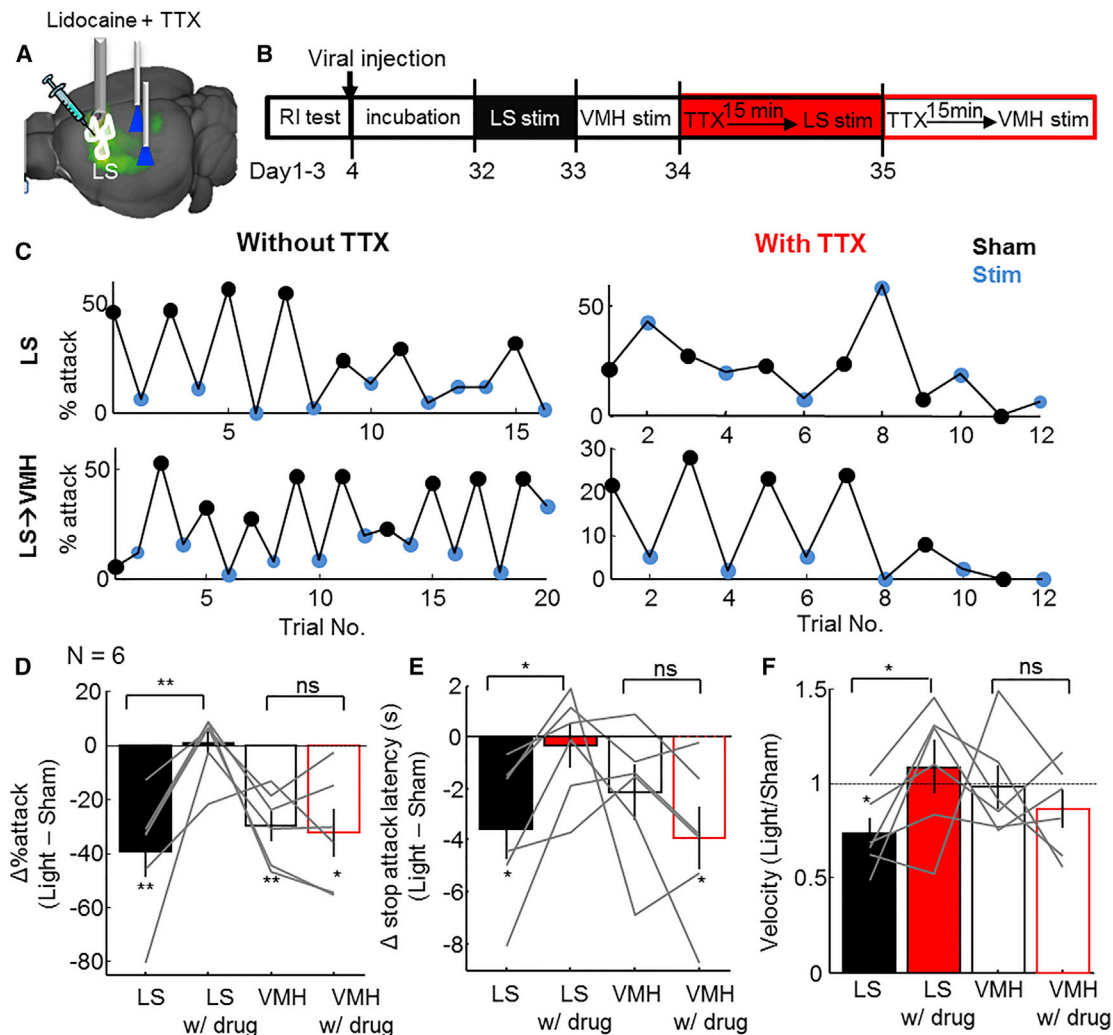 Lidocaine + TTX
A
LS
B
Viral injection
RI test
incubation
LS stim
VMH stim
TTX 15 min LS stim
TTX 15min VMH stim
Day1-3
4
32
33
34
35
C
Without TTX
With TTX
Sham
Stim
LS
% attack
50
0
5
10
15
50
0
2
4
6
8
10
12
LS→VMH
% attack
50
0
5
10
15
20
Trial No.
30
20
10
0
2
4
6
8
10
12
Trial No.
D
N = 6
**
ns
20
0
-20
-40
-60
-80
Δ%attack
(Light – Sham)
**
**
*
LS
LS
w/ drug
VMH
VMH
w/ drug
E
*
ns
2
0
-2
-4
-6
-8
Δ stop attack latency (s)
(Light – Sham)
*
*
LS
LS
w/ drug
VMH
VMH
w/ drug
F
*
ns
1.5
1
0.5
0
Velocity (Light/Sham)
*
LS
LS
w/ drug
VMH
VMH
w/ drug